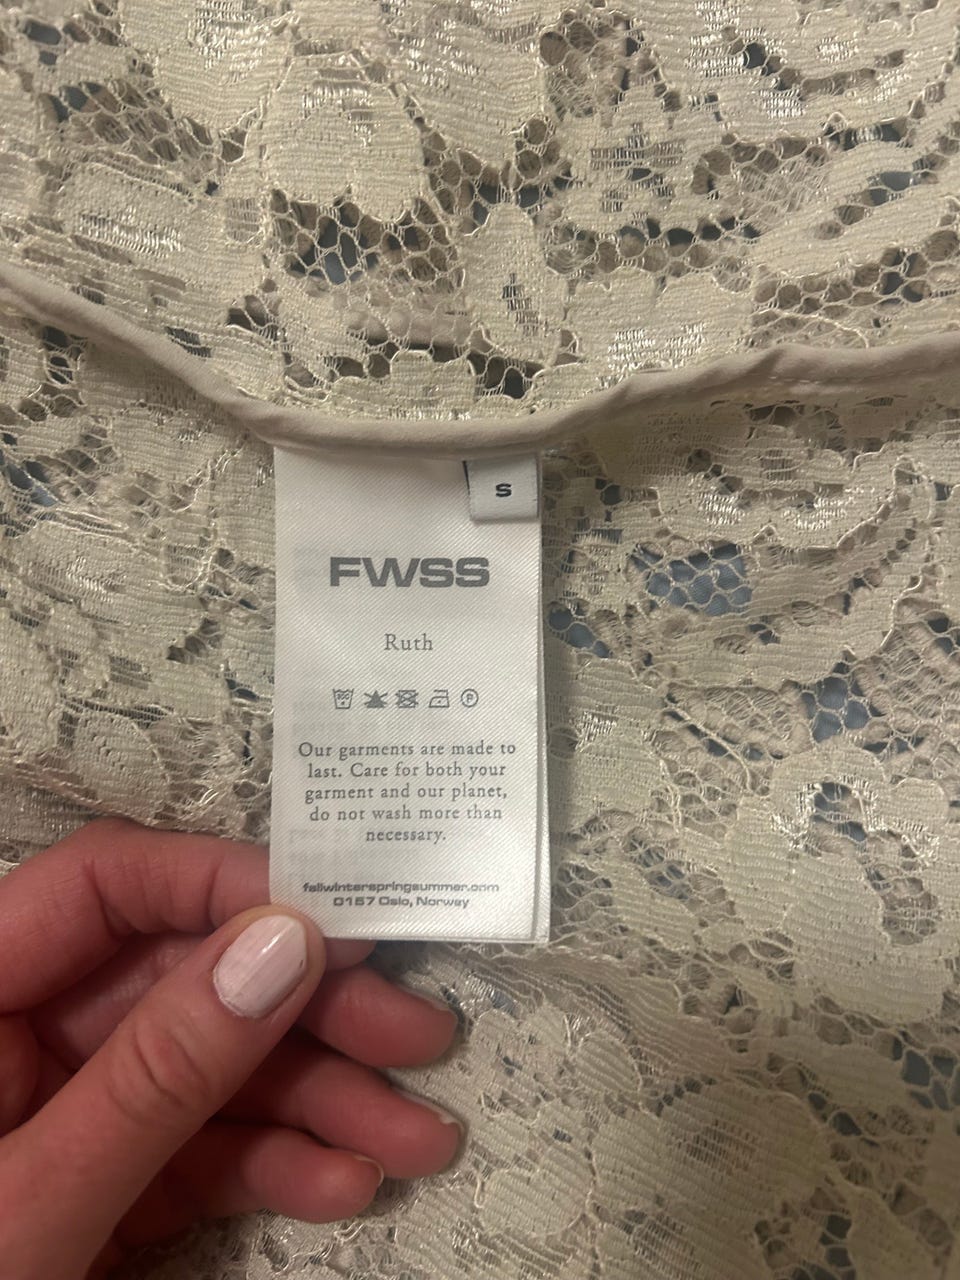 S
FWSS
Ruth
Our garments are made to
last. Care for both your
garment and our planet,
do not wash more than
necessary.
fallwinterspringsummer.com
0157 Oslo, Norway